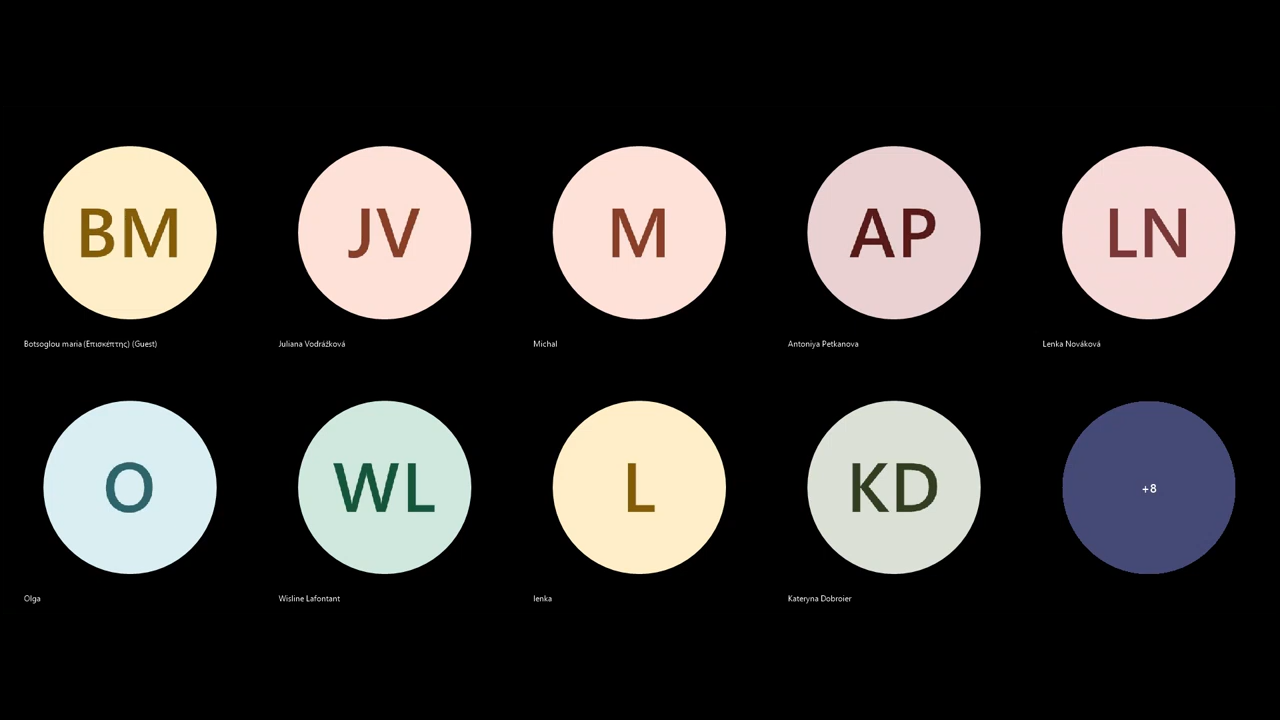 BM
JV
M
AP
LN
Botsoglou maria (Επισκέπτης) (Guest)
Juliana Vodrážková
Michal
Antoniya Petkanova
Lenka Nováková
O
WL
L
KD
+8
Olga
Wisline Lafontant
lenka
Kateryna Dobroier